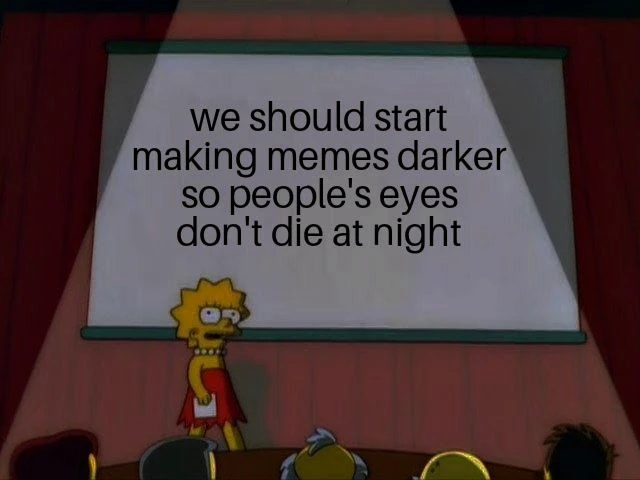 we should start
making memes darker
so people's eyes
don't die at night